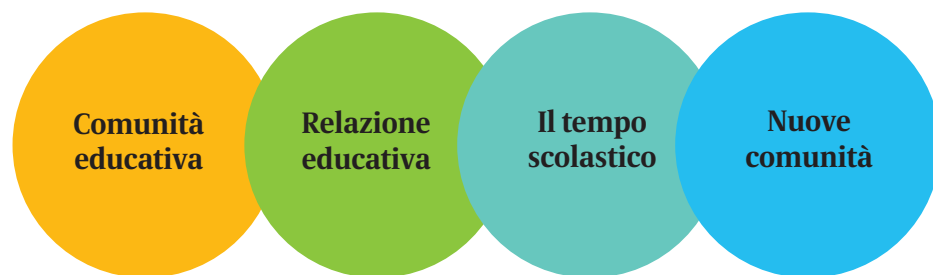 Comunità
educativa
Relazione
educativa
Il tempo
scolastico
Nuove
comunità